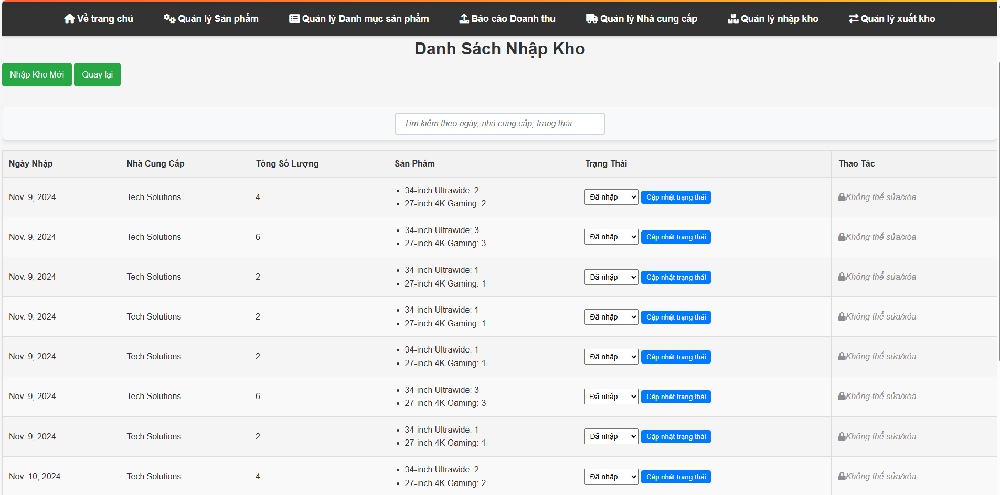 Về trang chủ Quản lý Sản phẩm Quản lý Danh mục sản phẩm Báo cáo Doanh thu Quản lý Nhà cung cấp Quản lý nhập kho Quản lý xuất kho
Danh Sách Nhập Kho
Nhập Kho Mới Quay lại
Tìm kiếm theo ngày, nhà cung cấp, trạng thái...
Ngày Nhập Nhà Cung Cấp Tổng Số Lượng Sản Phẩm Trạng Thái Thao Tác
Nov. 9, 2024 Tech Solutions 4
• 34-inch Ultrawide: 2
• 27-inch 4K Gaming: 2
Đã nhập Cập nhật trạng thái Không thể sửa/xóa
Nov. 9, 2024 Tech Solutions 6
• 34-inch Ultrawide: 3
• 27-inch 4K Gaming: 3
Đã nhập Cập nhật trạng thái Không thể sửa/xóa
Nov. 9, 2024 Tech Solutions 2
• 34-inch Ultrawide: 1
• 27-inch 4K Gaming: 1
Đã nhập Cập nhật trạng thái Không thể sửa/xóa
Nov. 9, 2024 Tech Solutions 2
• 34-inch Ultrawide: 1
• 27-inch 4K Gaming: 1
Đã nhập Cập nhật trạng thái Không thể sửa/xóa
Nov. 9, 2024 Tech Solutions 2
• 34-inch Ultrawide: 1
• 27-inch 4K Gaming: 1
Đã nhập Cập nhật trạng thái Không thể sửa/xóa
Nov. 9, 2024 Tech Solutions 6
• 34-inch Ultrawide: 3
• 27-inch 4K Gaming: 3
Đã nhập Cập nhật trạng thái Không thể sửa/xóa
Nov. 9, 2024 Tech Solutions 2
• 34-inch Ultrawide: 1
• 27-inch 4K Gaming: 1
Đã nhập Cập nhật trạng thái Không thể sửa/xóa
Nov. 10, 2024 Tech Solutions 4
• 34-inch Ultrawide: 2
• 27-inch 4K Gaming: 2
Đã nhập Cập nhật trạng thái Không thể sửa/xóa